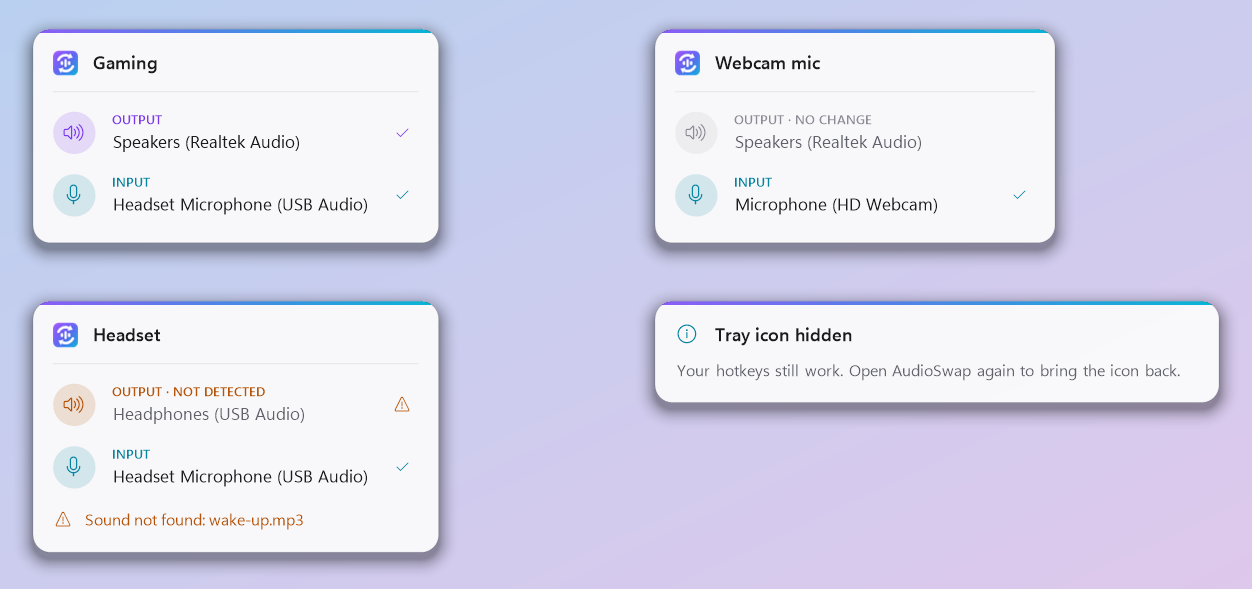 Gaming
OUTPUT
Speakers (Realtek Audio)
INPUT
Headset Microphone (USB Audio)
Webcam mic
OUTPUT · NO CHANGE
Speakers (Realtek Audio)
INPUT
Microphone (HD Webcam)
Headset
OUTPUT · NOT DETECTED
Headphones (USB Audio)
INPUT
Headset Microphone (USB Audio)
Sound not found: wake-up.mp3
Tray icon hidden
Your hotkeys still work. Open AudioSwap again to bring the icon back.